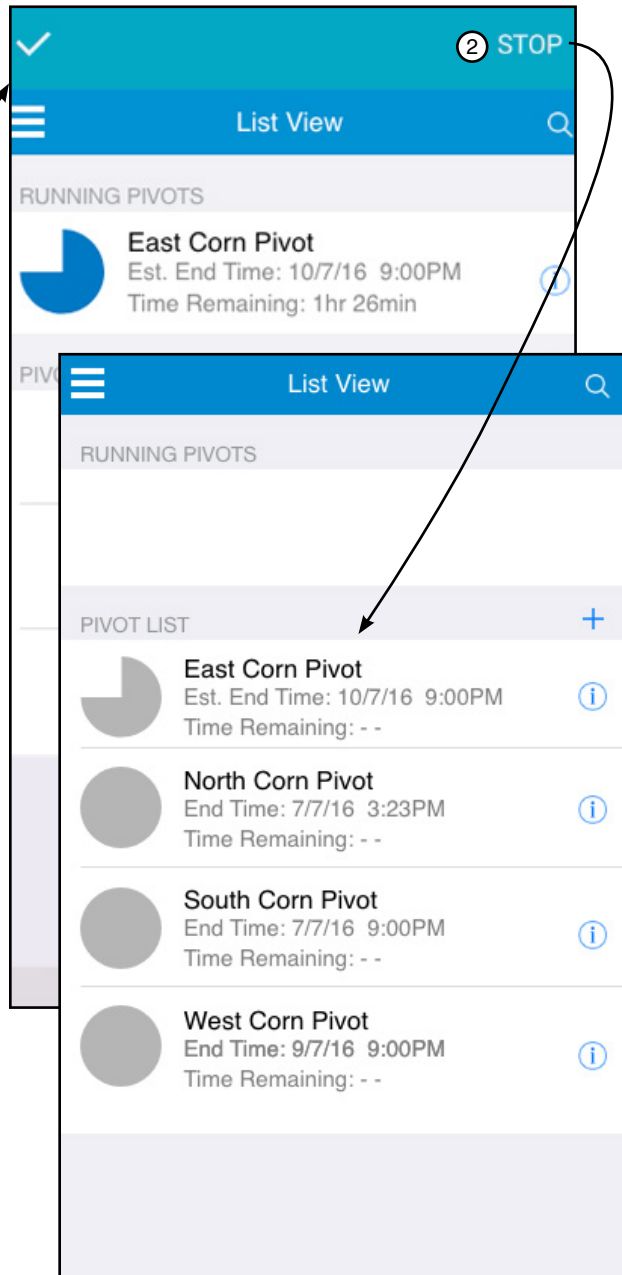 2 STOP
List View
RUNNING PIVOTS
East Corn Pivot
Est. End Time: 10/7/16 9:00PM
Time Remaining: 1hr 26min
PIVO
List View
RUNNING PIVOTS
PIVOT LIST
East Corn Pivot
Est. End Time: 10/7/16 9:00PM
Time Remaining: - -
North Corn Pivot
End Time: 7/7/16 3:23PM
Time Remaining: - -
South Corn Pivot
End Time: 7/7/16 9:00PM
Time Remaining: - -
West Corn Pivot
End Time: 9/7/16 9:00PM
Time Remaining: - -